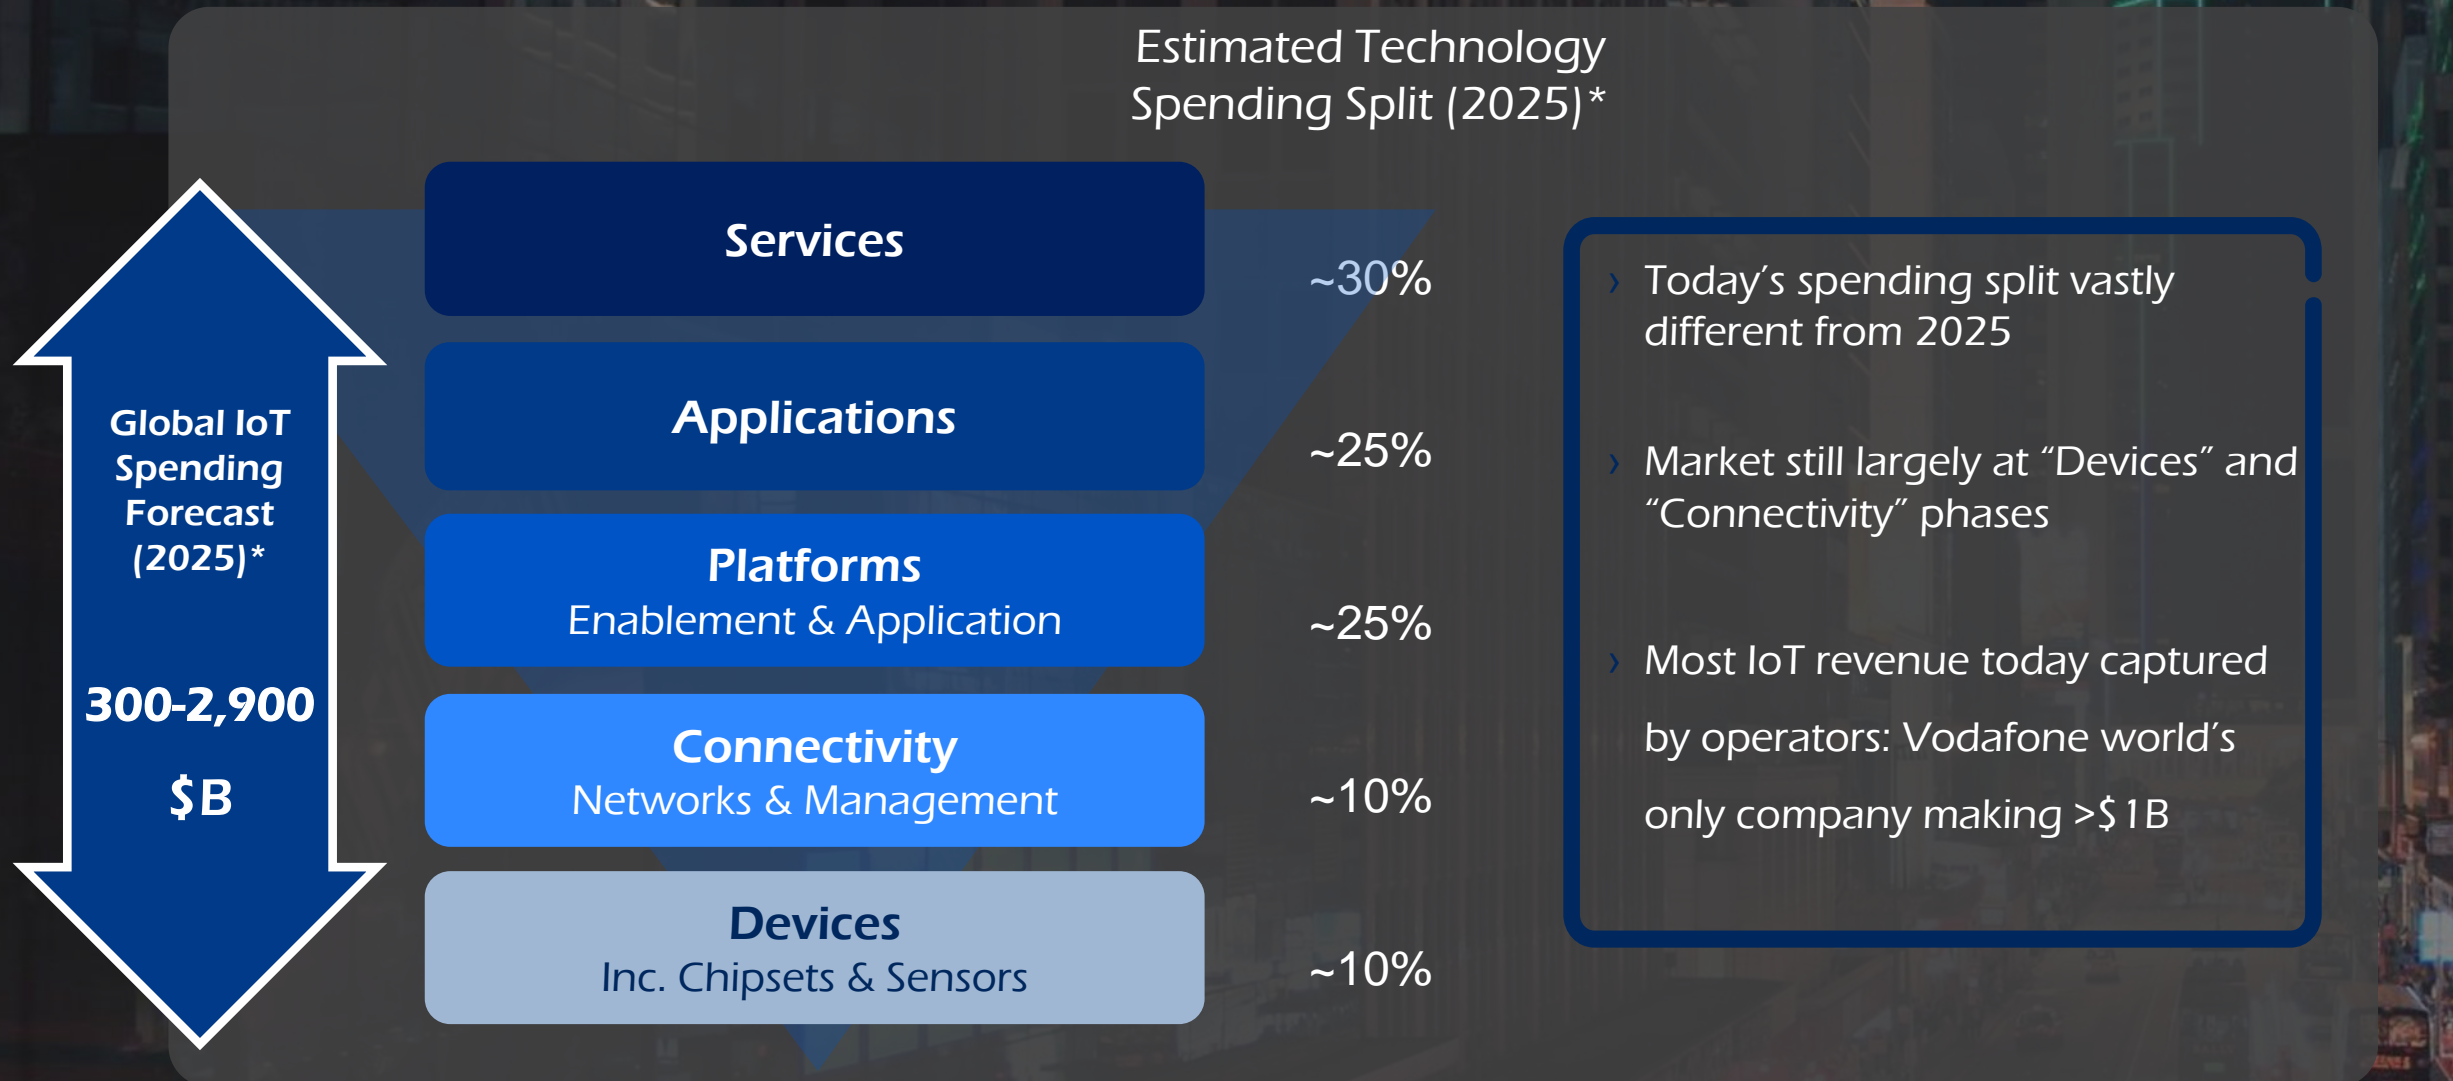 Estimated Technology
Spending Split (2025)*
Global IoT
Spending
Forecast
(2025)*
300-2,900
$B
Services
~30%
Applications
~25%
Platforms
Enablement & Application
~25%
Connectivity
Networks & Management
~10%
Devices
Inc. Chipsets & Sensors
~10%
› Today’s spending split vastly
different from 2025
› Market still largely at “Devices” and
“Connectivity” phases
› Most IoT revenue today captured
by operators: Vodafone world’s
only company making >$1B